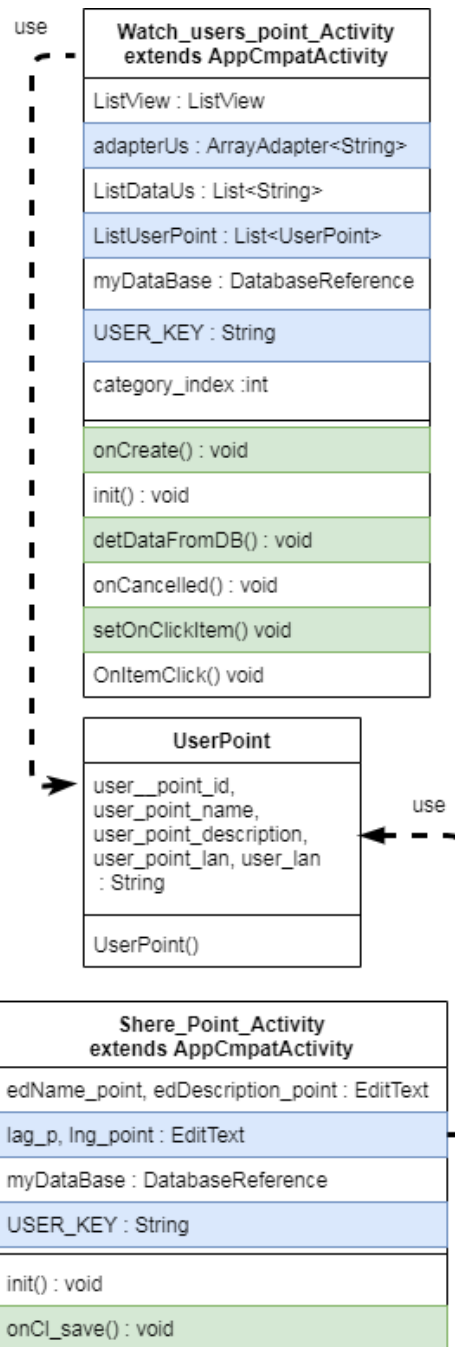 use
Watch_users_point_Activity
extends AppCmpatActivity
ListView : ListView
adapterUs : ArrayAdapter<String>
ListDataUs : List<String>
ListUserPoint : List<UserPoint>
myDataBase : DatabaseReference
USER_KEY : String
category_index :int
onCreate() : void
init() : void
detDataFromDB() : void
onCancelled() : void
setOnClickItem() void
OnItemClick() void
UserPoint
user__point_id,
user_point_name,
user_point_description,
user_point_lan, user_lan
: String
UserPoint()
use
Shere_Point_Activity
extends AppCmpatActivity
edName_point, edDescription_point : EditText
lag_p, lng_point : EditText
myDataBase : DatabaseReference
USER_KEY : String
init() : void
onCl_save() : void